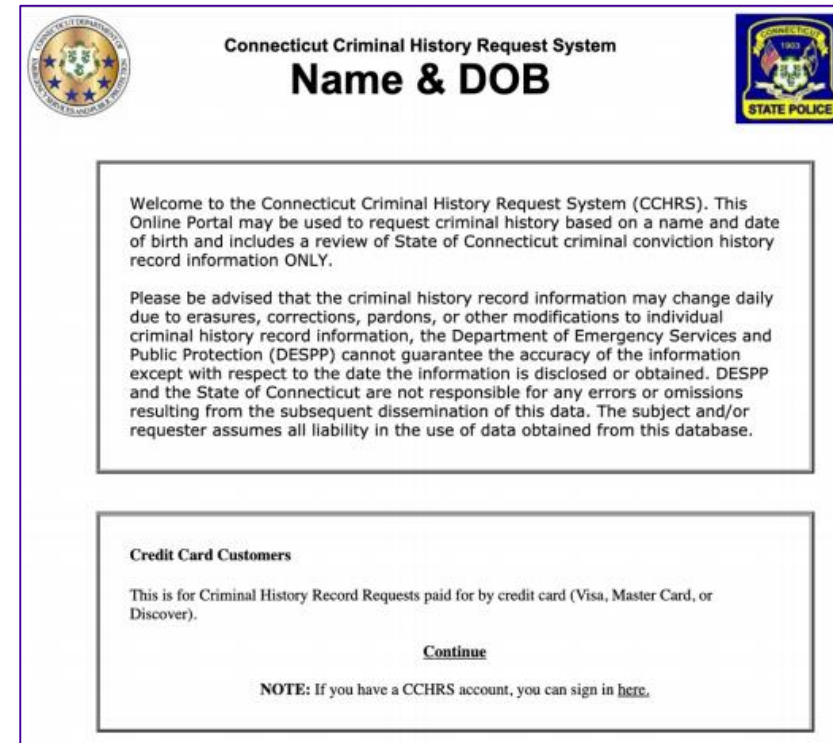 Connecticut Criminal History Request System
Name & DOB
CONNECTICUT
1903
STATE POLICE
Welcome to the Connecticut Criminal History Request System (CCHRS). This
Online Portal may be used to request criminal history based on a name and date
of birth and includes a review of State of Connecticut criminal conviction history
record information ONLY.
Please be advised that the criminal history record information may change daily
due to erasures, corrections, pardons, or other modifications to individual
criminal history record information, the Department of Emergency Services and
Public Protection (DESPP) cannot guarantee the accuracy of the information
except with respect to the date the information is disclosed or obtained. DESPP
and the State of Connecticut are not responsible for any errors or omissions
resulting from the subsequent dissemination of this data. The subject and/or
requester assumes all liability in the use of data obtained from this database.
Credit Card Customers
This is for Criminal History Record Requests paid for by credit card (Visa, Master Card, or
Discover).
Continue
NOTE: If you have a CCHRS account, you can sign in here.